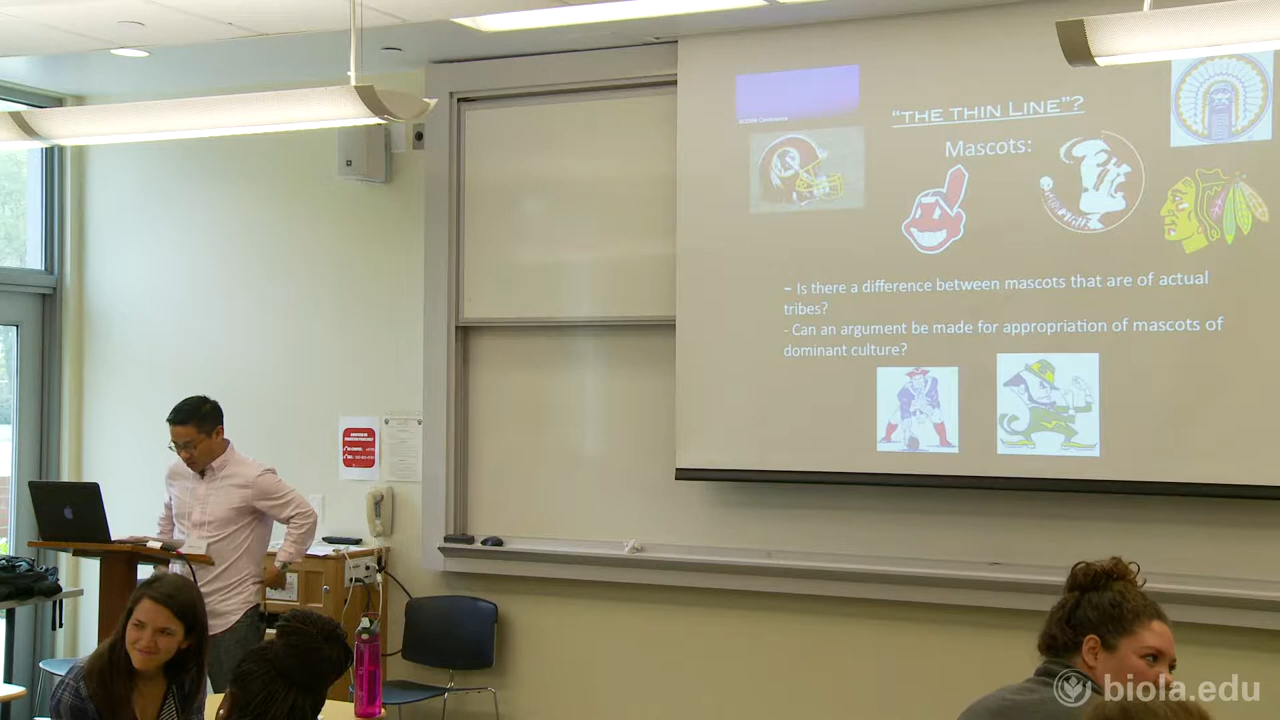 "THE THIN LINE"?
Mascots:
- Is there a difference between mascots that are of actual
tribes?
- Can an argument be made for appropriation of mascots of
dominant culture?
biola.edu